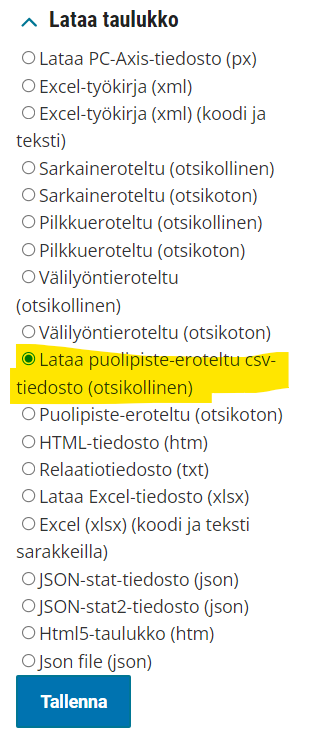 Lataa taulukko
Lataa PC-Axis-tiedosto (px)
Excel-työkirja (xml)
Excel-työkirja (xml) (koodi ja
teksti)
Sarkaineroteltu (otsikollinen)
Sarkaineroteltu (otsikoton)
Pilkkueroteltu (otsikollinen)
Pilkkueroteltu (otsikoton)
Välilyöntieroteltu
(otsikollinen)
Välilyöntieroteltu (otsikoton)
Lataa puolipiste-eroteltu csv-
tiedosto (otsikollinen)
Puolipiste-eroteltu (otsikoton)
HTML-tiedosto (htm)
Relaatiotiedosto (txt)
Lataa Excel-tiedosto (xlsx)
Excel (xlsx) (koodi ja teksti
sarakkeilla)
JSON-stat-tiedosto (json)
JSON-stat2-tiedosto (json)
Html5-taulukko (htm)
Json file (json)
Tallenna